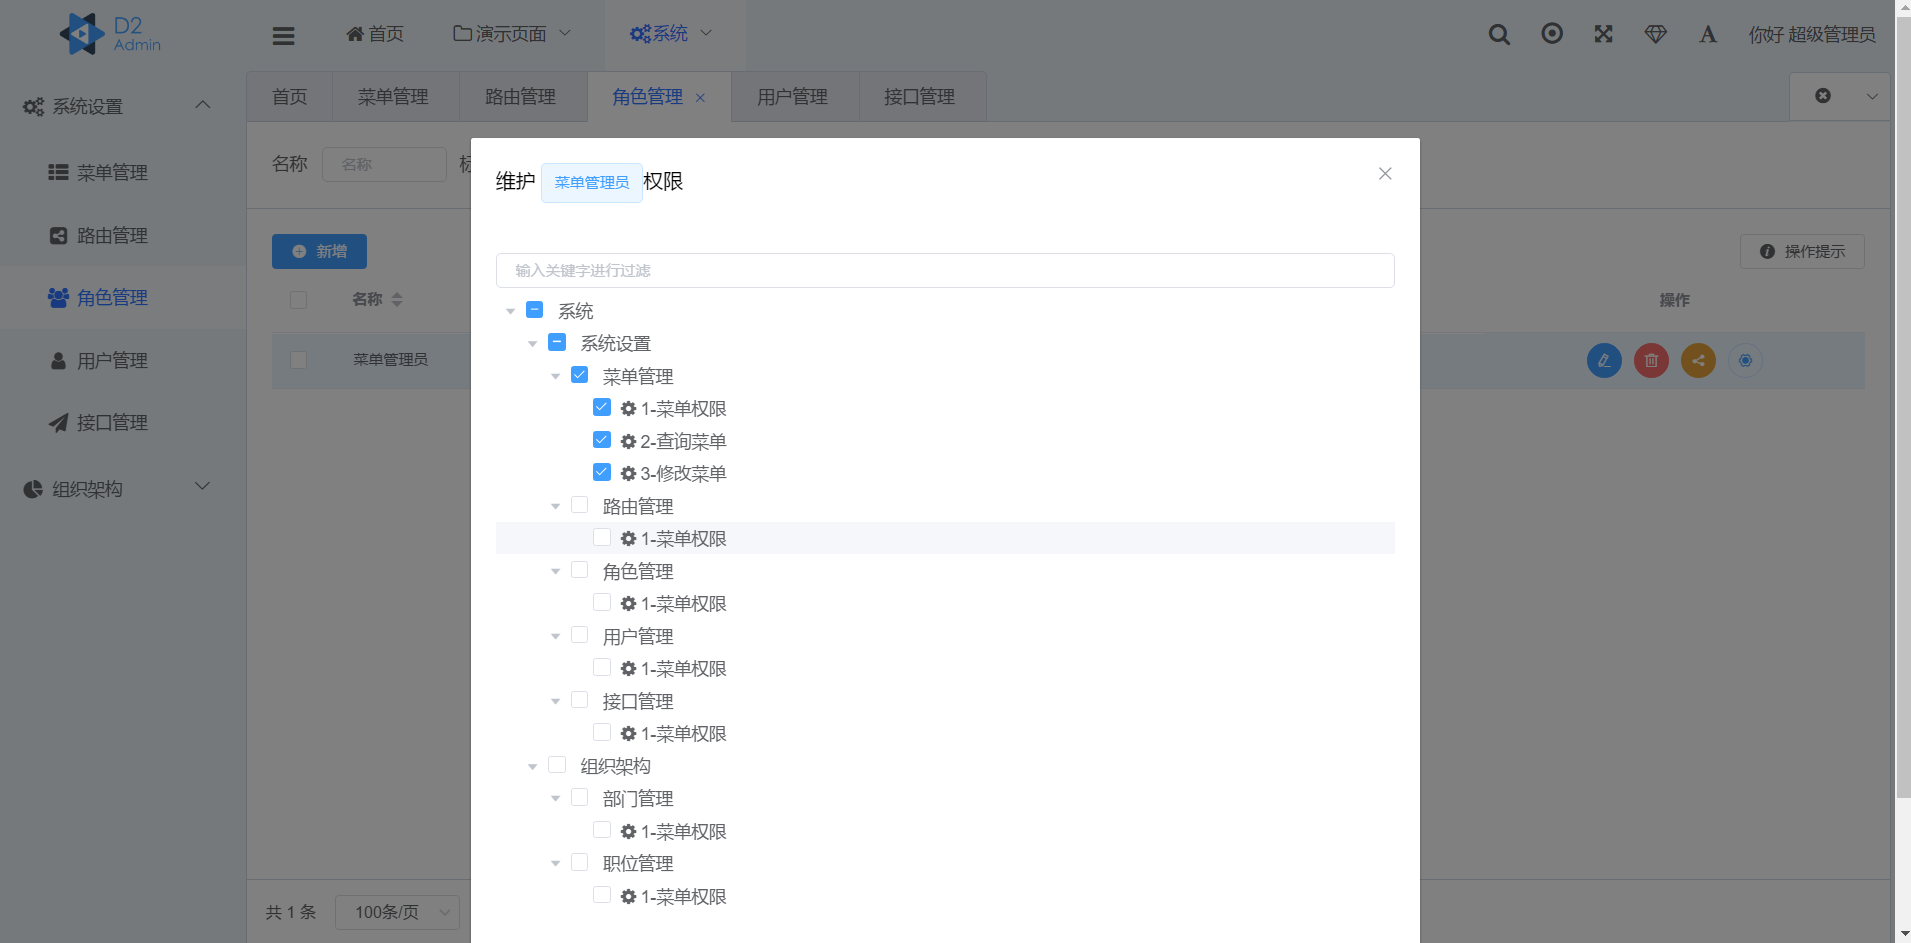 D2
Admin
首页
演示页面
系统
你好 超级管理员
系统设置
菜单管理
路由管理
角色管理
用户管理
接口管理
组织架构
首页
菜单管理
路由管理
角色管理
用户管理
接口管理
名称
名称
新增
操作提示
名称
操作
菜单管理员
共 1 条
100条/页
维护 菜单管理员 权限
输入关键字进行过滤
系统
系统设置
菜单管理
1-菜单权限
2-查询菜单
3-修改菜单
路由管理
1-菜单权限
角色管理
1-菜单权限
用户管理
1-菜单权限
接口管理
1-菜单权限
组织架构
部门管理
1-菜单权限
职位管理
1-菜单权限